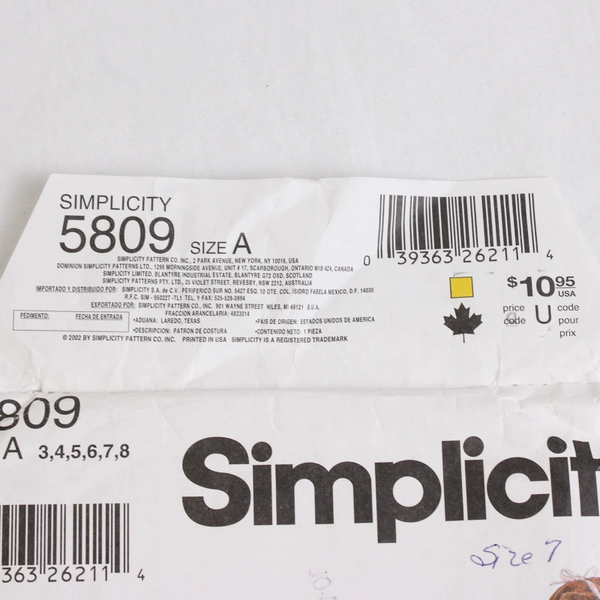 SIMPLICITY
5809 SIZE A
SIMPLICITY PATTERN CO. INC., 2 PARK AVENUE, NEW YORK, NY 10016, USA
DOMINION SIMPLICITY PATTERNS LTD., 1295 MORNINGSIDE AVENUE, UNIT # 17, SCARBOROUGH, ONTARIO M1B 4Z4, CANADA
SIMPLICITY LIMITED, BLANTYRE INDUSTRIAL ESTATE, BLANTYRE G72 OXD, SCOTLAND
SIMPLICITY PATTERNS PTY. LTD., 25 VIOLET STREET, REVESBY, NSW 2212, AUSTRALIA
IMPORTADO Y DISTRIBUIDO POR: SIMPLICITY S.A. de C.V. PERIFERICO SUR NO. 5427 ESQ. 10 OTE. COL. ISIDRO FABELA MEXICO. D.F. 14030
R.F.C. SIM - 950227 -TL1 TEL. Y FAX: 525-528-2994
EXPORTADO POR: SIMPLICITY PATTERN CO., INC. 901 WAYNE STREET NILES, MI 49121 E.U.A.
FRACCION ARANCELARIA: 4823014
PEDIMENTO: FECHA DE ENTRADA
•ADUANA: LAREDO, TEXAS •PAIS DE ORIGEN: ESTADOS UNIDOS DE AMERICA
•DESCRIPCION: PATRON DE COSTURA •CONTENIDO NETO: 1 PIEZA
© 2002 BY SIMPLICITY PATTERN CO. INC. PRINTED IN USA SIMPLICITY IS A REGISTERED TRADEMARK
0 39363 26211 4
$10.95
USA
price code U code pour prix
809
A 3,4,5,6,7,8
Simplicit
363 26211 4
Size 7